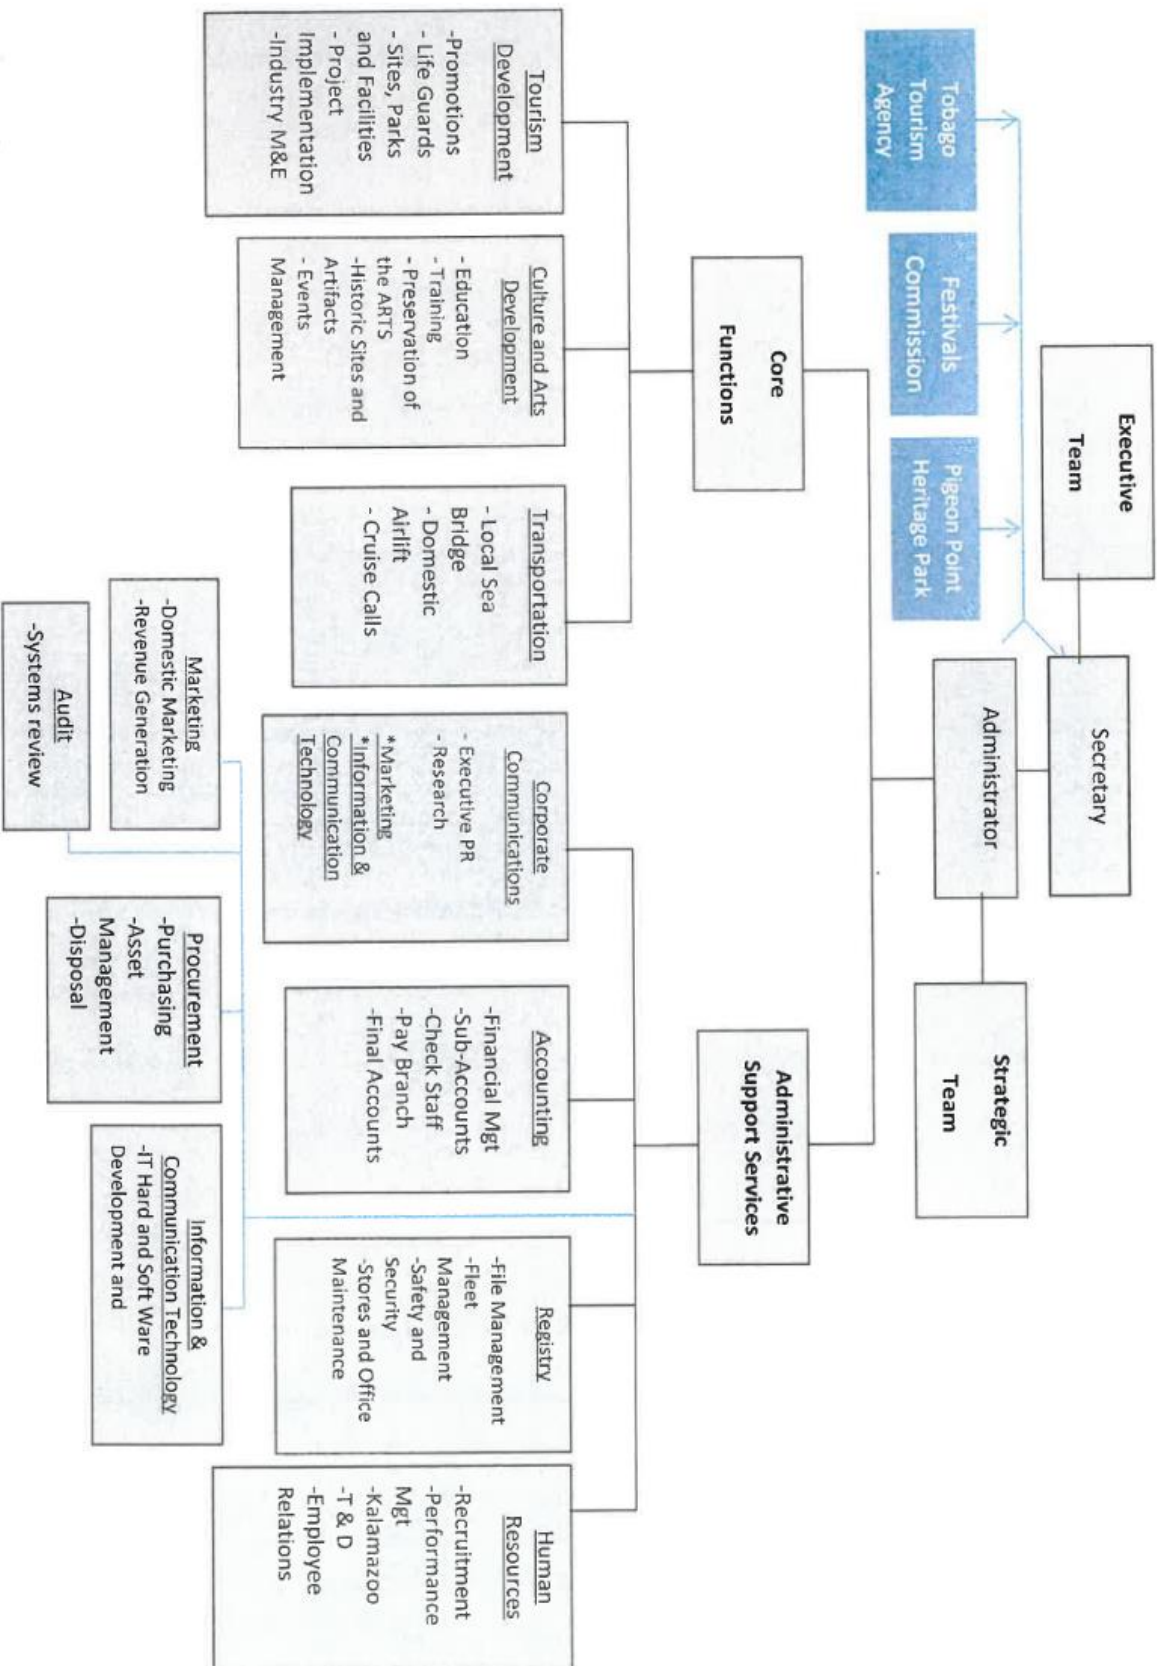 Executive
Team
Secretary
Administrator
Strategic
Team
Tobago
Tourism
Agency
Festivals
Commission
Pigeon Point
Heritage Park
Core
Functions
Administrative
Support Services
Tourism
Development
-Promotions
- Life Guards
- Sites, Parks
and Facilities
- Project
Implementation
-Industry M&E
Culture and Arts
Development
- Education
- Training
- Preservation of
the ARTS
-Historic Sites and
Artifacts
- Events
Management
Transportation
- Local Sea
Bridge
- Domestic
Airlift
- Cruise Calls
Corporate
Communications
- Executive PR
- Research
*Marketing
*Information &
Communication
Technology
Accounting
-Financial Mgt
-Sub-Accounts
-Check Staff
-Pay Branch
-Final Accounts
Registry
-File Management
-Fleet
Management
-Safety and
Security
-Stores and Office
Maintenance
Human
Resources
-Recruitment
-Performance
Mgt
-Kalamazoo
-T & D
-Employee
Relations
Marketing
-Domestic Marketing
-Revenue Generation
Procurement
-Purchasing
-Asset
Management
-Disposal
Information &
Communication Technology
-IT Hard and Soft Ware
Development and
Audit
-Systems review